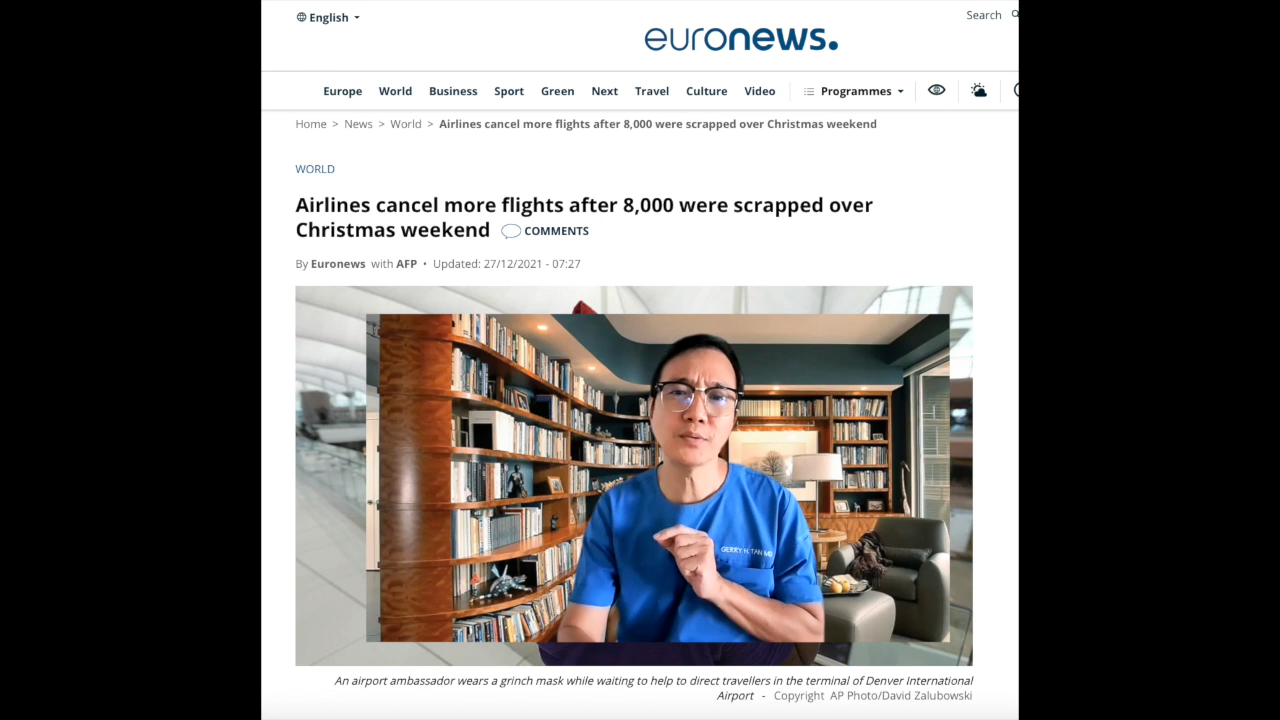 English
Search
euronews.
Europe World Business Sport Green Next Travel Culture Video Programmes
Home > News > World > Airlines cancel more flights after 8,000 were scrapped over Christmas weekend
WORLD
Airlines cancel more flights after 8,000 were scrapped over
Christmas weekend COMMENTS
By Euronews with AFP • Updated: 27/12/2021 - 07:27
GERRY H. TAN MD
An airport ambassador wears a grinch mask while waiting to help to direct travellers in the terminal of Denver International
Airport - Copyright AP Photo/David Zalubowski